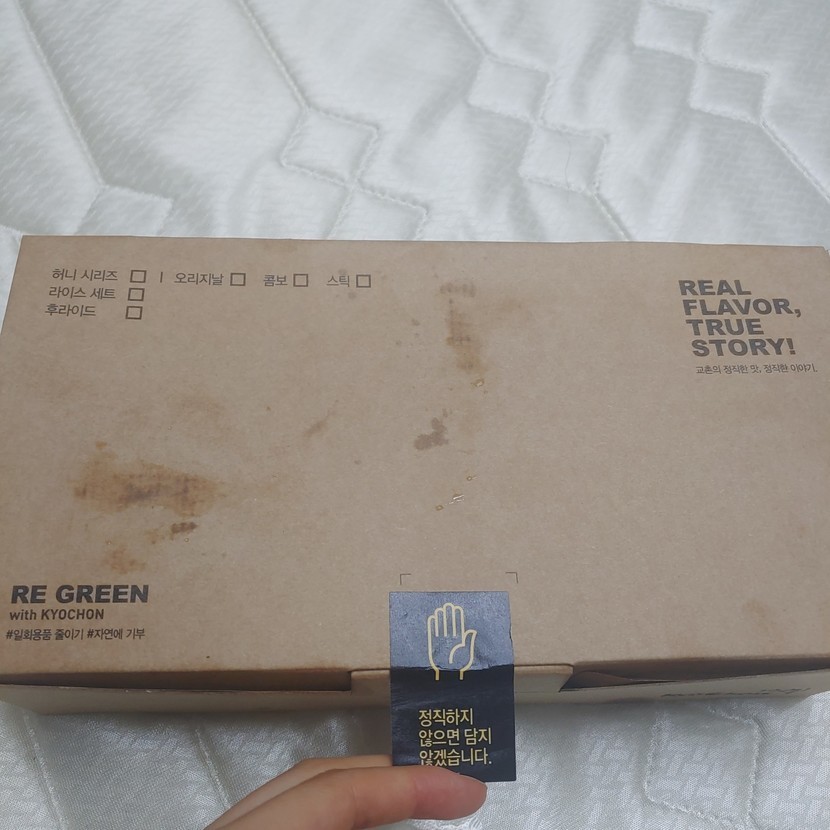 허니 시리즈 □ | 오리지날 □ 콤보 □ 스틱 □
라이스 세트 □
후라이드 □
REAL
FLAVOR,
TRUE
STORY!
교촌의 정직한 맛, 정직한 이야기.
RE GREEN
with KYOCHON
#일회용품 줄이기 #자연에 기부
정직하지
않으면 담지
않겠습니다.